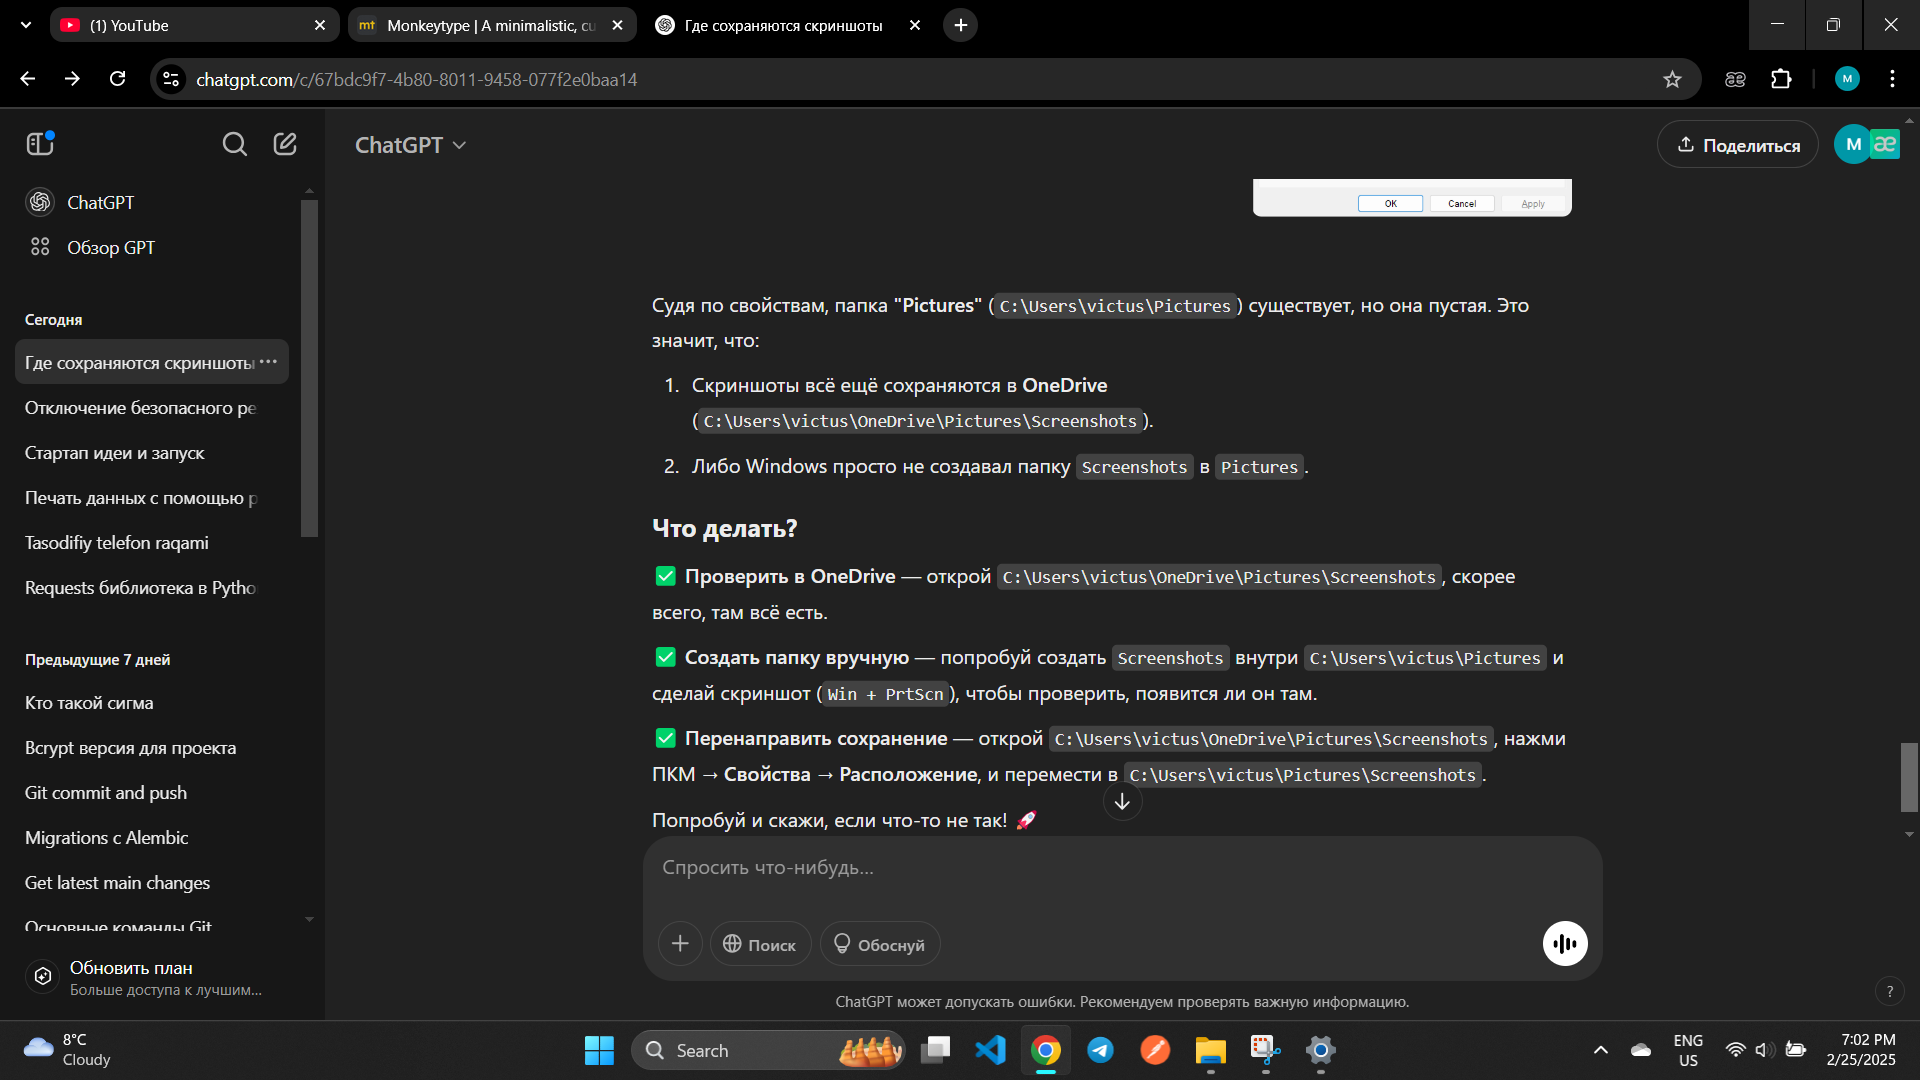 (1) YouTube
mt Monkeytype | A minimalistic, cu
Где сохраняются скриншоты
chatgpt.com/c/67bdc9f7-4b80-8011-9458-077f2e0baa14
M
ChatGPT
Поделиться
M æ
ChatGPT
Обзор GPT
Сегодня
Где сохраняются скриншоты ...
Отключение безопасного ре
Стартап идеи и запуск
Печать данных с помощью p
Tasodifiy telefon raqami
Requests библиотека в Pytho
Предыдущие 7 дней
Кто такой сигма
Bcrypt версия для проекта
Git commit and push
Migrations с Alembic
Get latest main changes
Основные команды Git
Обновить план
Больше доступа к лучшим...
OK Cancel Apply
Судя по свойствам, папка "Pictures" (C:\Users\victus\Pictures) существует, но она пустая. Это
значит, что:
1. Скриншоты всё ещё сохраняются в OneDrive
(C:\Users\victus\OneDrive\Pictures\Screenshots).
2. Либо Windows просто не создавал папку Screenshots в Pictures.
Что делать?
✅ Проверить в OneDrive — открой C:\Users\victus\OneDrive\Pictures\Screenshots, скорее
всего, там всё есть.
✅ Создать папку вручную — попробуй создать Screenshots внутри C:\Users\victus\Pictures и
сделай скриншот (Win + PrtScn), чтобы проверить, появится ли он там.
✅ Перенаправить сохранение — открой C:\Users\victus\OneDrive\Pictures\Screenshots, нажми
ПКМ → Свойства → Расположение, и перемести в C:\Users\victus\Pictures\Screenshots.
Попробуй и скажи, если что-то не так! 🚀
Спросить что-нибудь...
Поиск
Обоснуй
ChatGPT может допускать ошибки. Рекомендуем проверять важную информацию.
?
8°C
Cloudy
Search
ENG
US
7:02 PM
2/25/2025